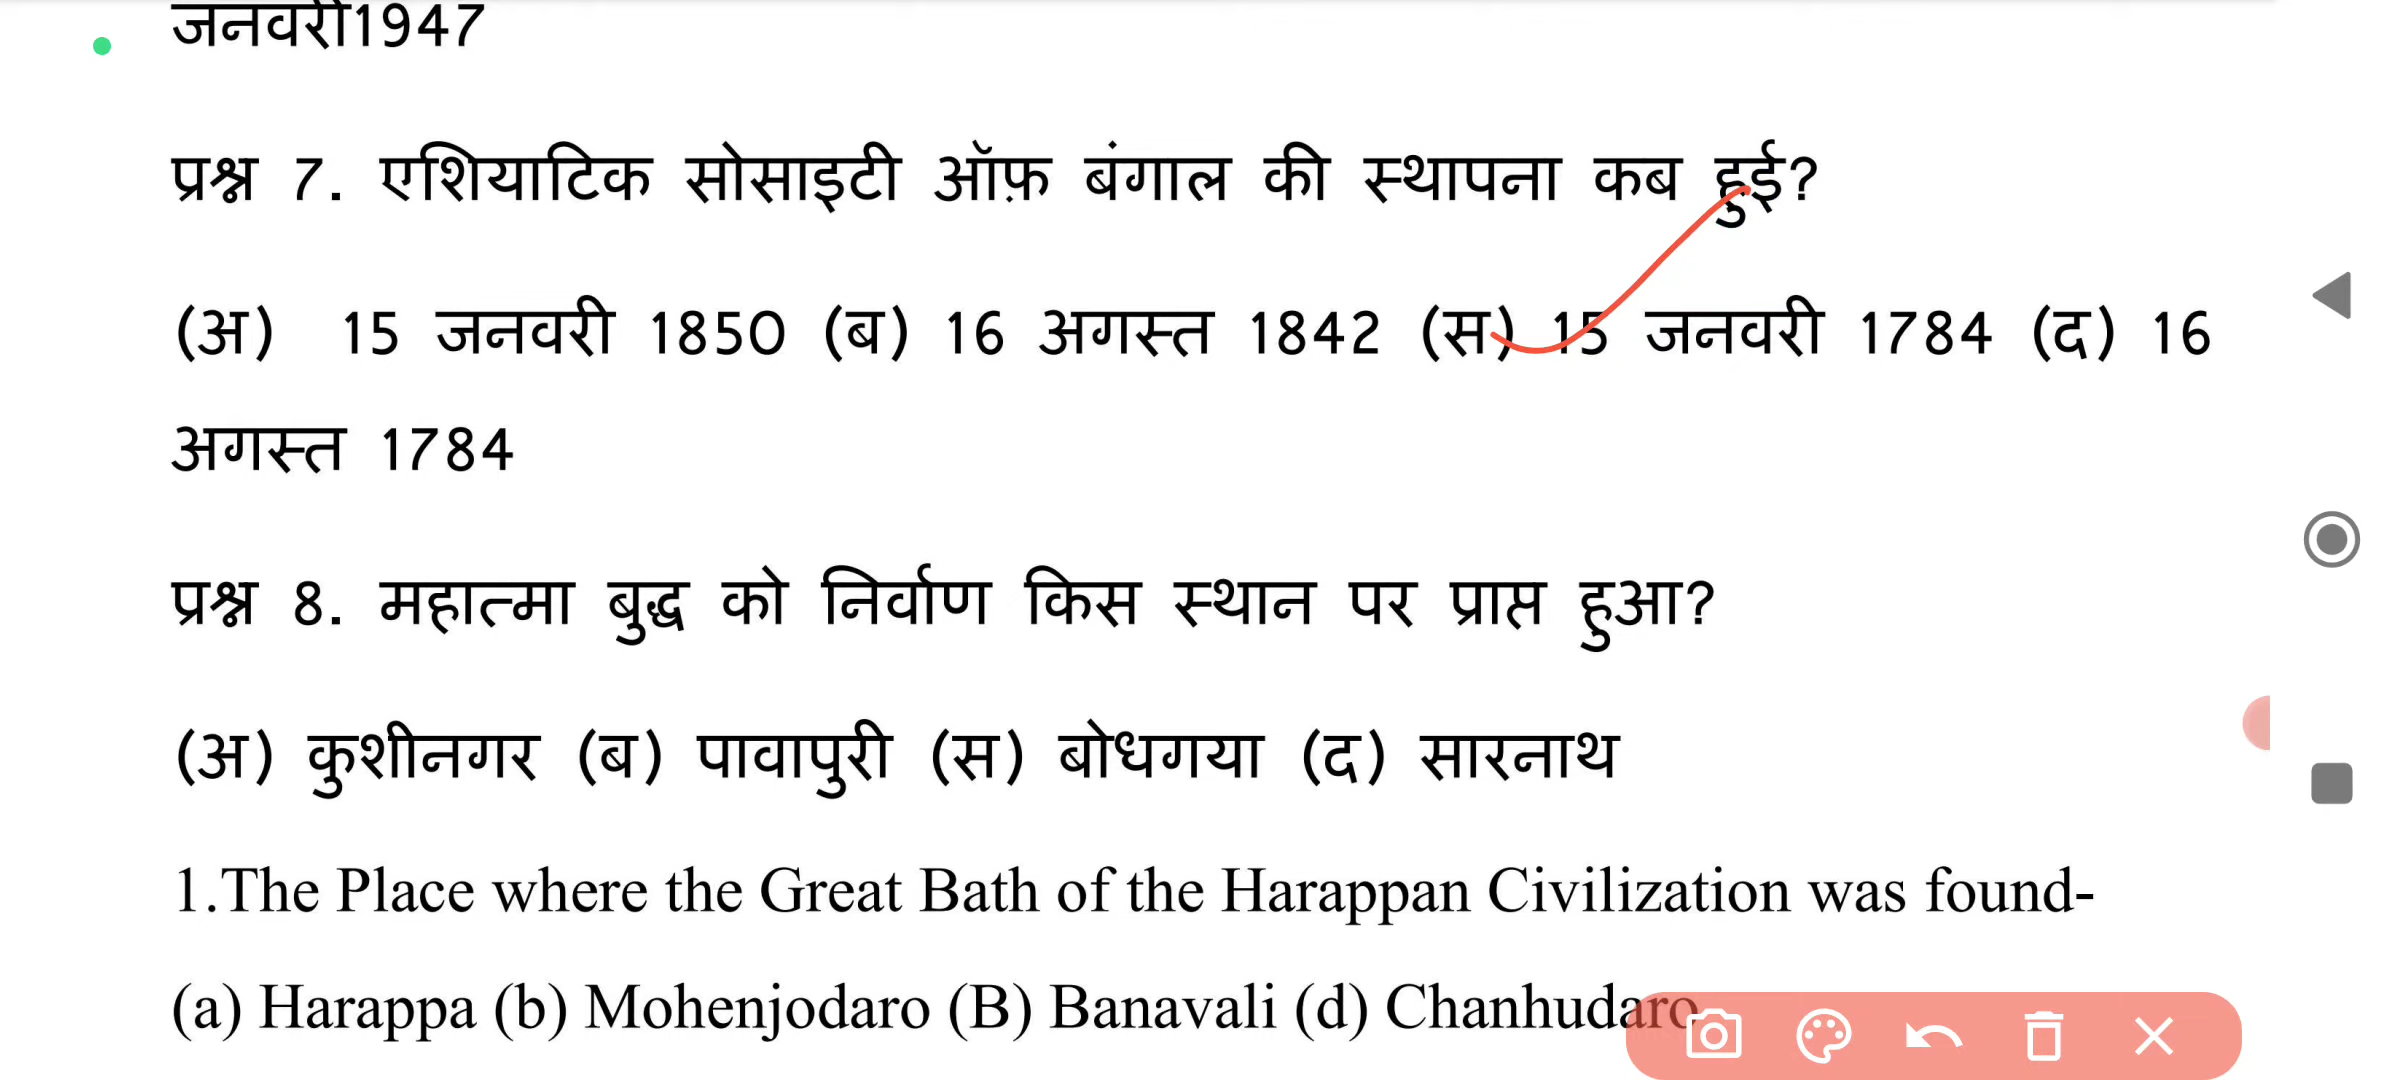 जनवरी1947
प्रश्न 7. एशियाटिक सोसाइटी ऑफ़ बंगाल की स्थापना कब हुई?
(अ) 15 जनवरी 1850 (ब) 16 अगस्त 1842 (स) 15 जनवरी 1784 (द) 16
अगस्त 1784
प्रश्न 8. महात्मा बुद्ध को निर्वाण किस स्थान पर प्राप्त हुआ?
(अ) कुशीनगर (ब) पावापुरी (स) बोधगया (द) सारनाथ
1.The Place where the Great Bath of the Harappan Civilization was found-
(a) Harappa (b) Mohenjodaro (B) Banavali (d) Chanhudaro